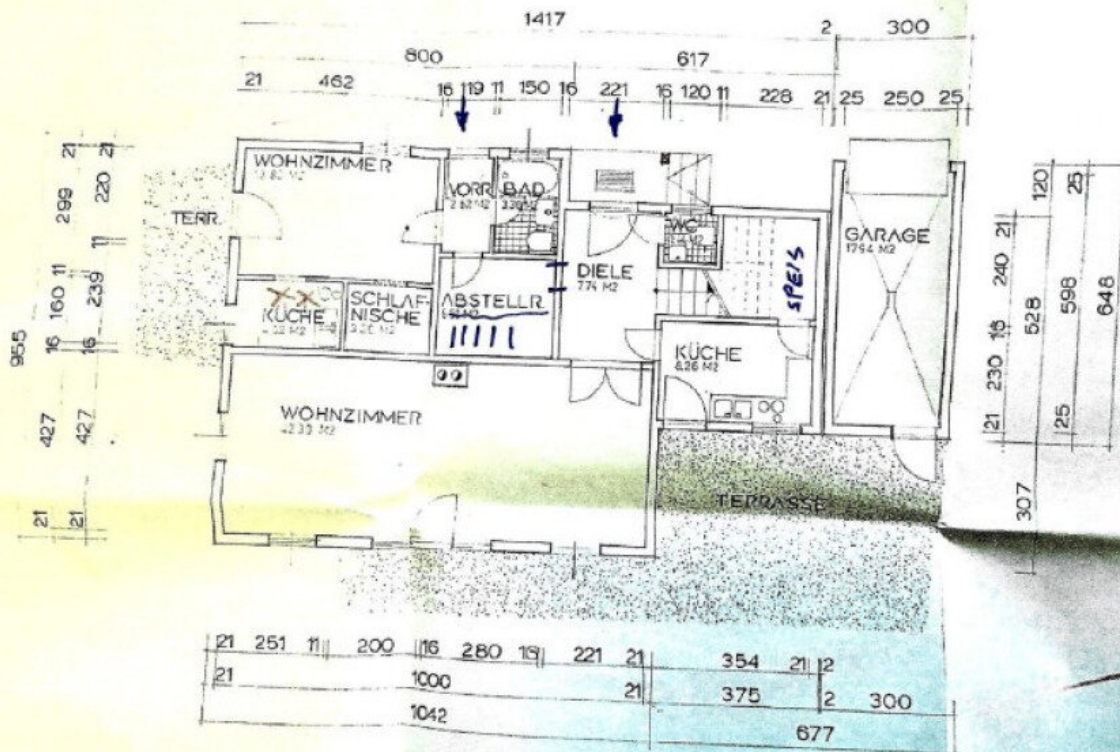 1417 2 300
800 617
21 462 16 119 11 150 16 221 16 120 11 228 21 25 250 25
WOHNZIMMER
VORR.
BAD
TERR.
WC
DIELE
7.74 M2
SPEIS
GARAGE
17.94 M2
KÜCHE
SCHLAF-
NISCHE
ABSTELLR.
KÜCHE
8.26 M2
WOHNZIMMER
TERRASSE
21 299 11 160 16 427 21
21 220 11 239 16 427 21
955
120 528 307
21 240 16 230 21
25 598 25
648
21 251 11 200 16 280 16 221 21 354 21 2
21 1000 21 375 2 300
1042 677